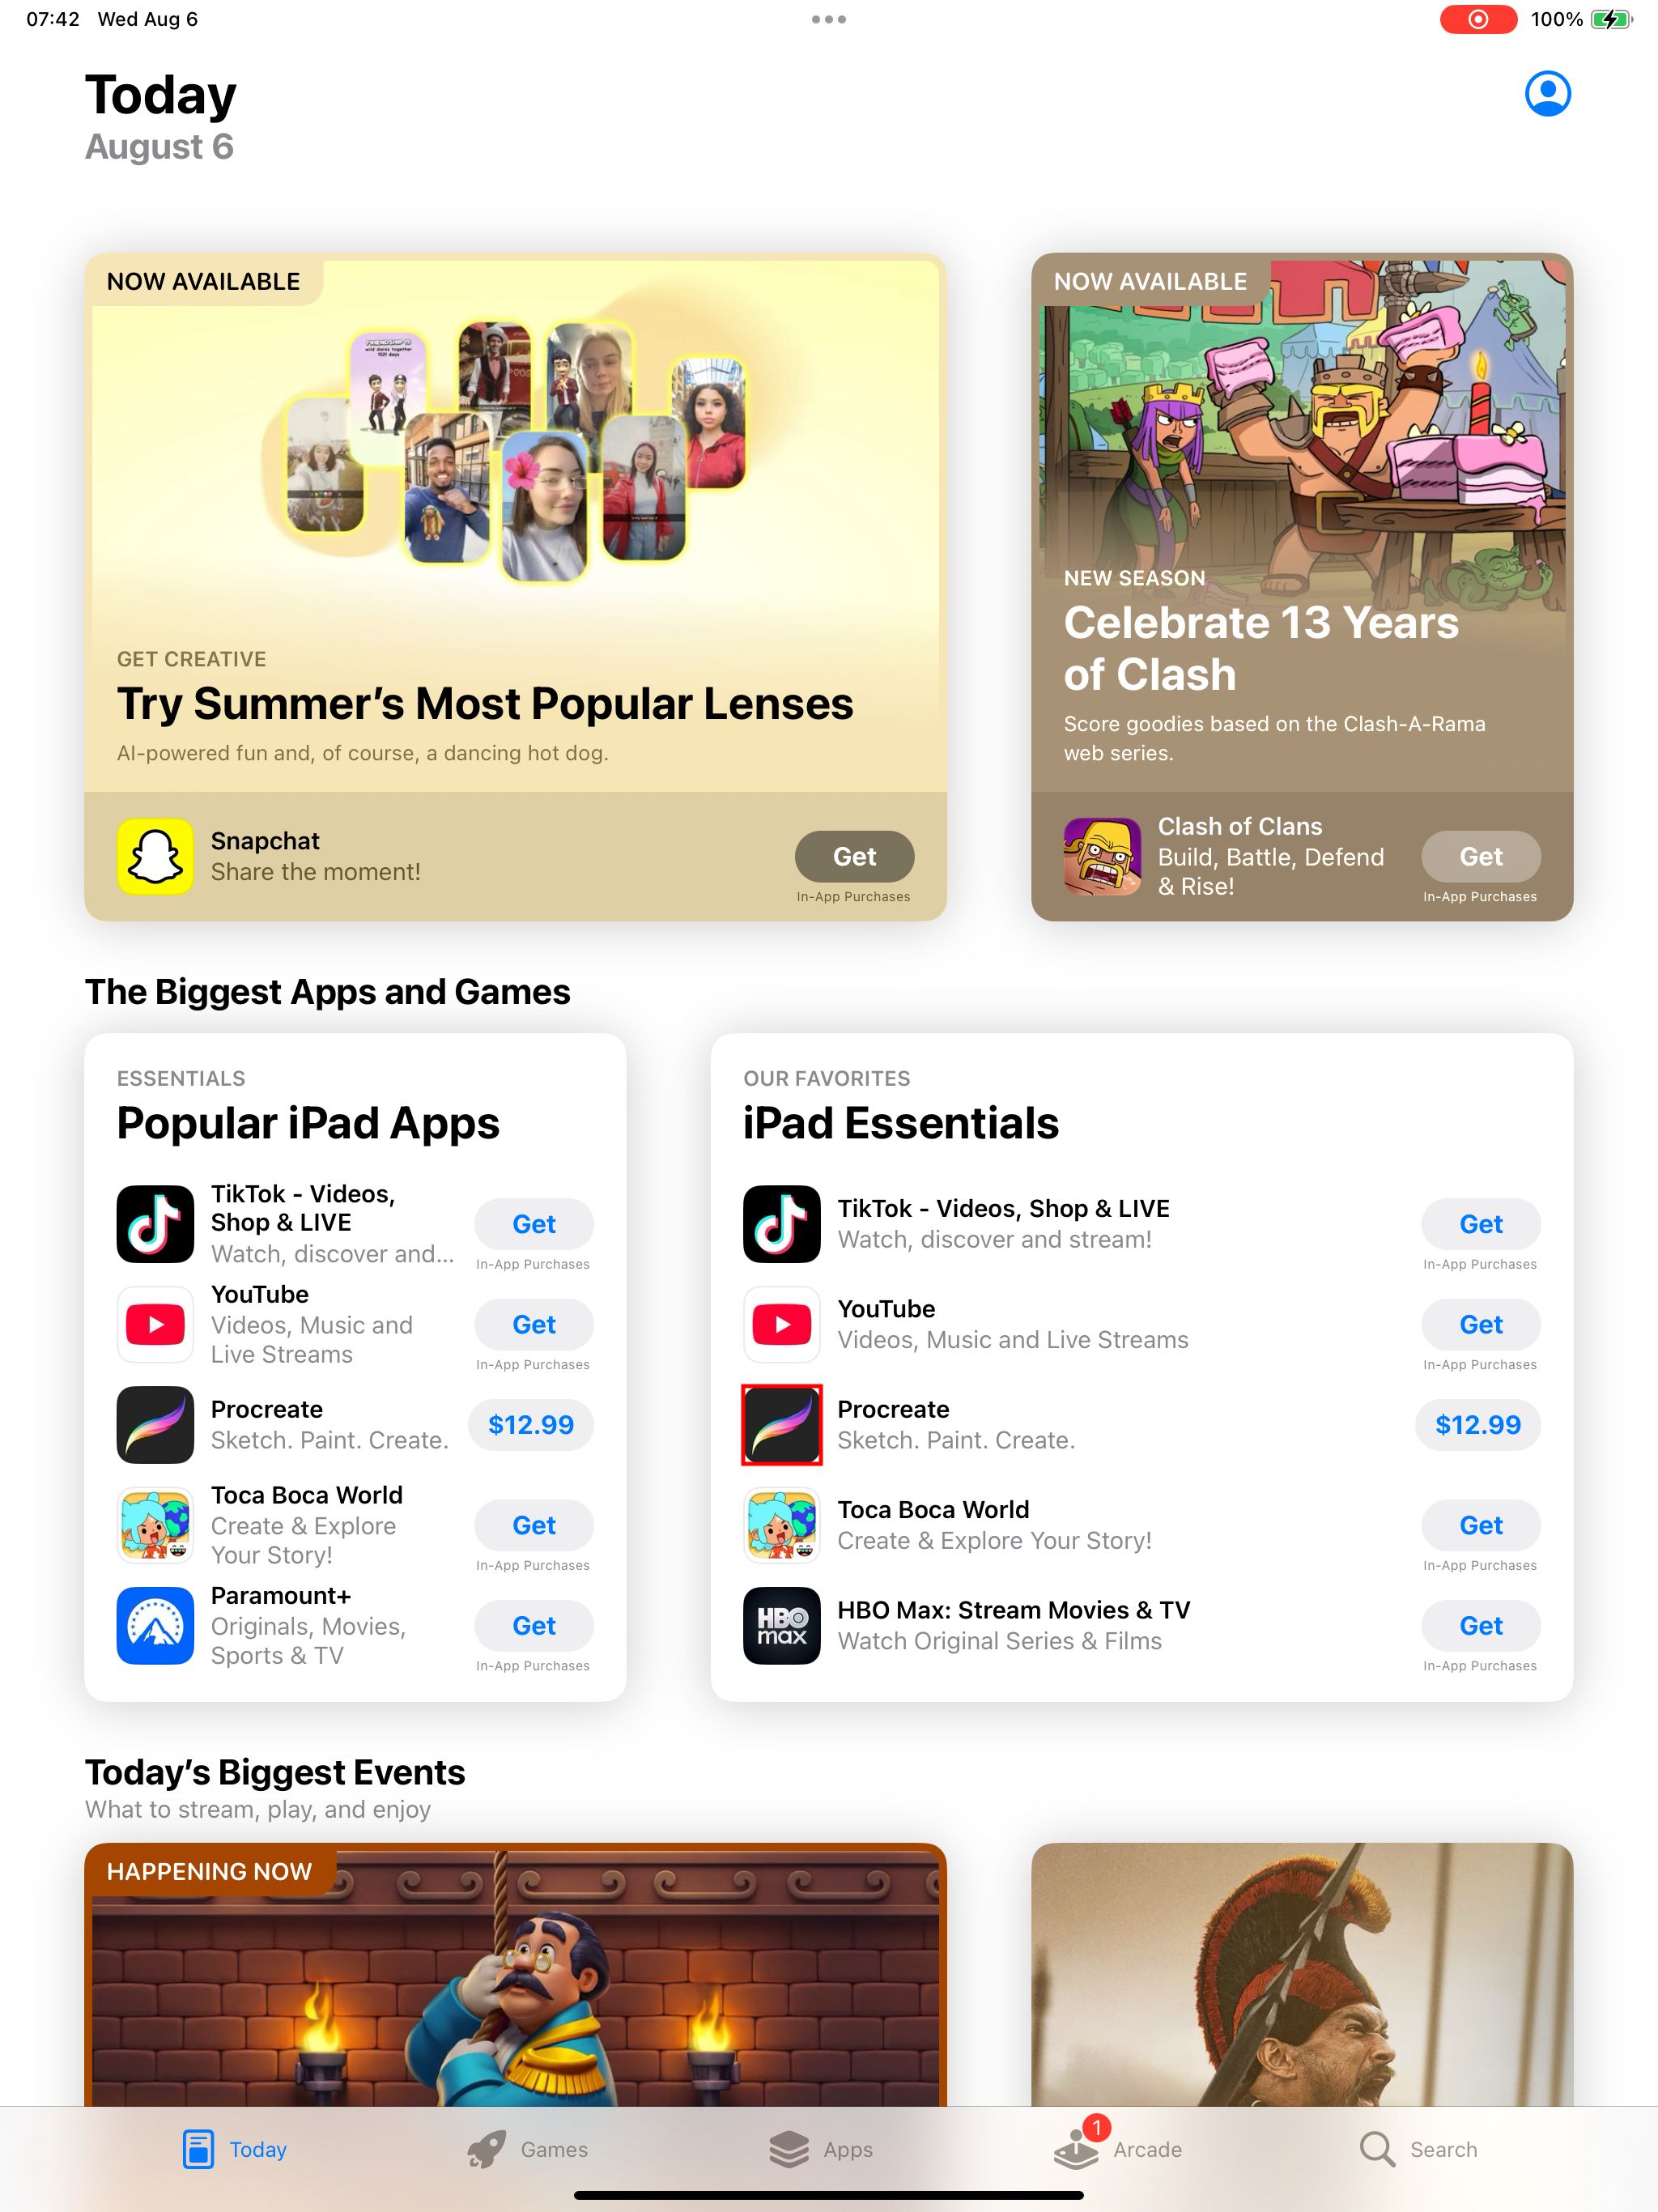 07:42 Wed Aug 6
100%
Today
August 6
NOW AVAILABLE
FRIENDSHIP IS
wild dares together
1521 days
GET CREATIVE
Try Summer’s Most Popular Lenses
AI-powered fun and, of course, a dancing hot dog.
Snapchat
Share the moment!
Get
In-App Purchases
NOW AVAILABLE
NEW SEASON
Celebrate 13 Years
of Clash
Score goodies based on the Clash-A-Rama
web series.
Clash of Clans
Build, Battle, Defend
& Rise!
Get
In-App Purchases
The Biggest Apps and Games
ESSENTIALS
Popular iPad Apps
TikTok - Videos,
Shop & LIVE
Watch, discover and...
Get
In-App Purchases
YouTube
Videos, Music and
Live Streams
Get
In-App Purchases
Procreate
Sketch. Paint. Create.
$12.99
Toca Boca World
Create & Explore
Your Story!
Get
In-App Purchases
Paramount+
Originals, Movies,
Sports & TV
Get
In-App Purchases
OUR FAVORITES
iPad Essentials
TikTok - Videos, Shop & LIVE
Watch, discover and stream!
Get
In-App Purchases
YouTube
Videos, Music and Live Streams
Get
In-App Purchases
Procreate
Sketch. Paint. Create.
$12.99
Toca Boca World
Create & Explore Your Story!
Get
In-App Purchases
HBO
max
HBO Max: Stream Movies & TV
Watch Original Series & Films
Get
In-App Purchases
Today’s Biggest Events
What to stream, play, and enjoy
HAPPENING NOW
Today
Games
Apps
1
Arcade
Search